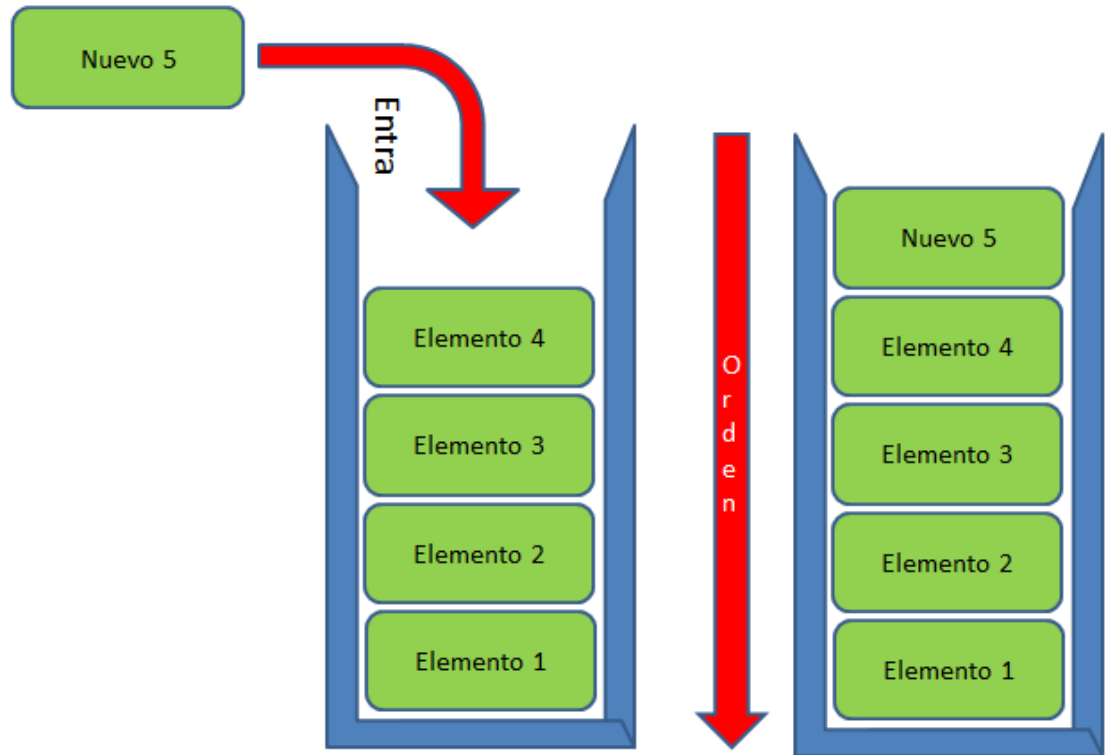 Nuevo 5
Entra
Elemento 4
Elemento 3
Elemento 2
Elemento 1
Orden
Nuevo 5
Elemento 4
Elemento 3
Elemento 2
Elemento 1